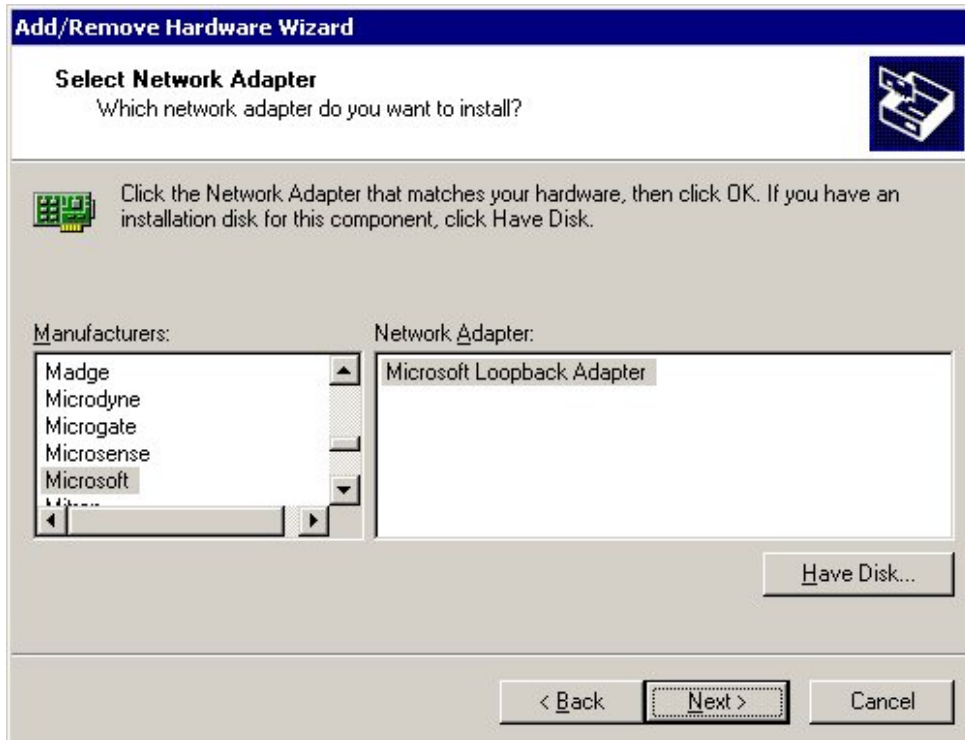 Add/Remove Hardware Wizard
Select Network Adapter
Which network adapter do you want to install?
Click the Network Adapter that matches your hardware, then click OK. If you have an
installation disk for this component, click Have Disk.
Manufacturers:
Madge
Microdyne
Microgate
Microsense
Microsoft
Network Adapter:
Microsoft Loopback Adapter
Have Disk...
< Back
Next >
Cancel